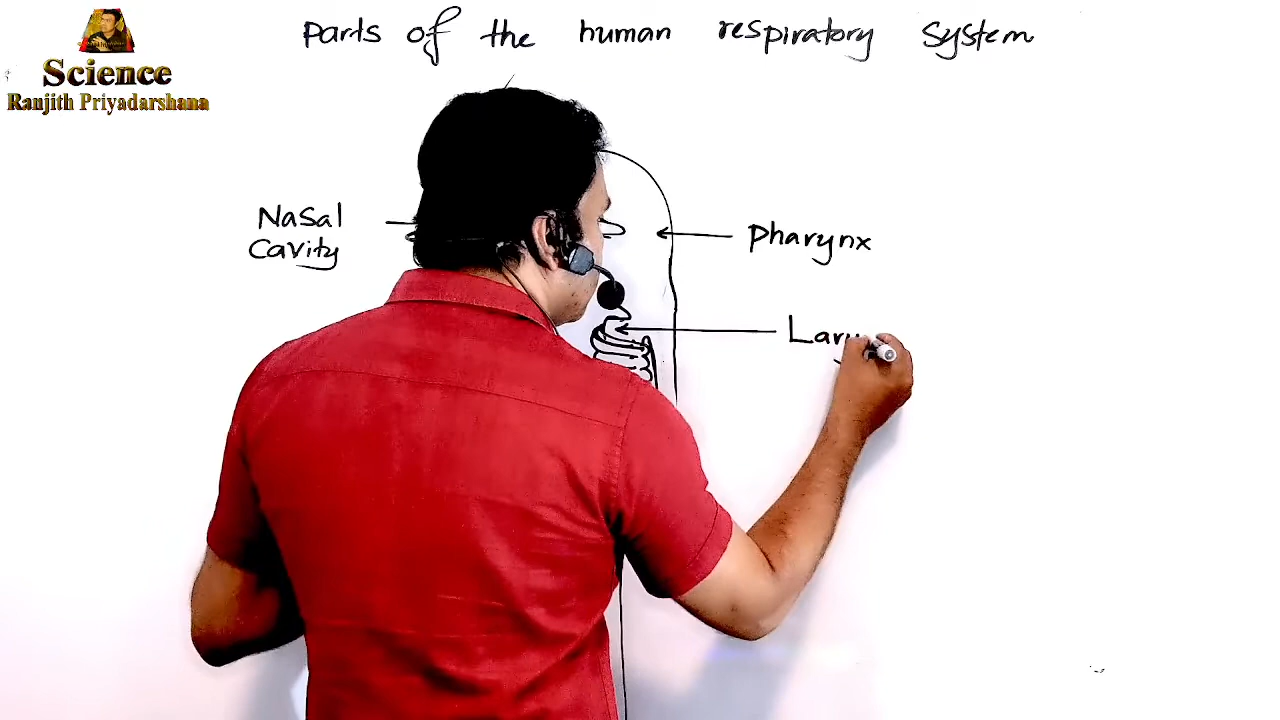 Science
Ranjith Priyadarshana
Parts of the human respiratory system
Nasal
Cavity
Pharynx